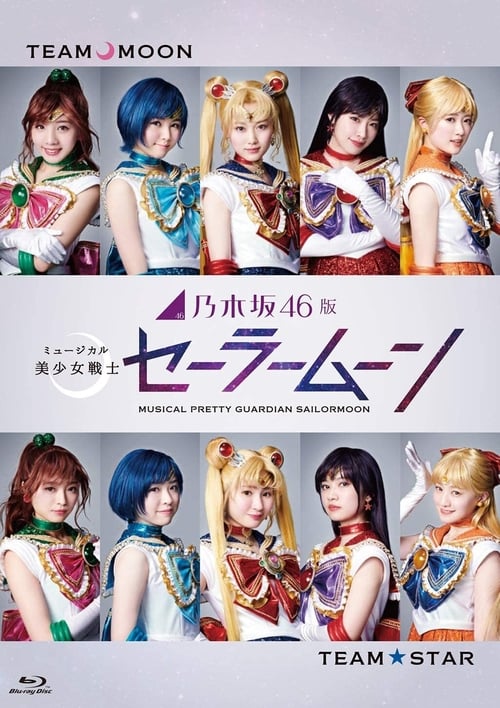 TEAM MOON
46 乃木坂46版
ミュージカル
美少女戦士
セーラームーン
MUSICAL PRETTY GUARDIAN SAILORMOON
TEAM★STAR
Blu-ray Disc